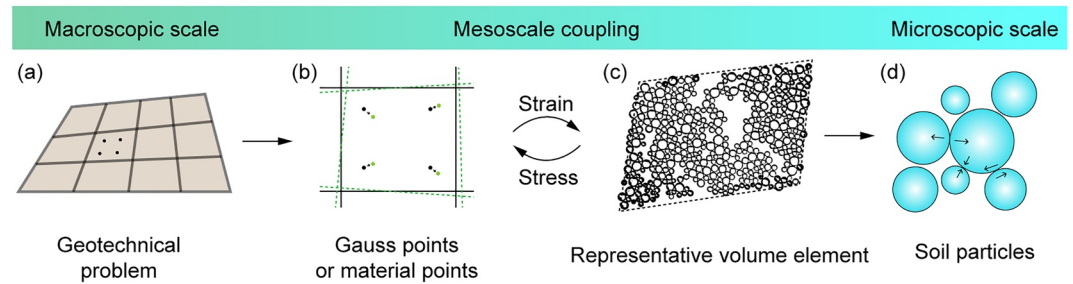 Macroscopic scale
Mesoscale coupling
Microscopic scale
(a)
(b)
(c)
(d)
Strain
Stress
Geotechnical
problem
Gauss points
or material points
Representative volume element
Soil particles